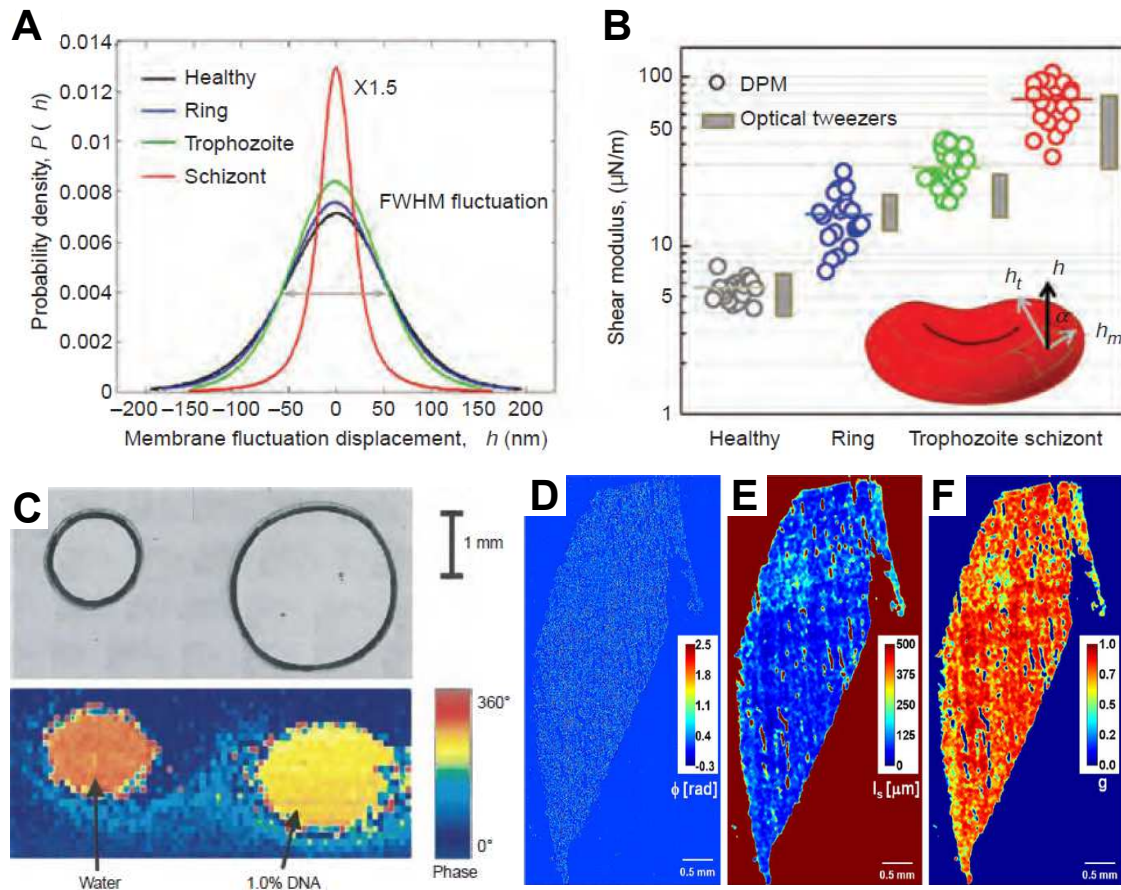 A
0.014
0.012
0.01
0.008
0.006
0.004
0.002
0
Probability density, P ( h)
Healthy
Ring
Trophozoite
Schizont
X1.5
FWHM fluctuation
–200 –150 –100 –50 0 50 100 150 200
Membrane fluctuation displacement, h (nm)
B
100
50
10
5
1
Shear modulus, (µN/m)
DPM
Optical tweezers
h
h_t
α
h_m
Healthy Ring Trophozoite schizont
C
1 mm
360°
0°
Phase
Water
1.0% DNA
D
2.5
1.8
1.1
0.4
-0.3
ϕ [rad]
0.5 mm
E
500
375
250
125
0
l_s [µm]
0.5 mm
F
1.0
0.8
0.6
0.4
0.2
0.0
g
0.5 mm